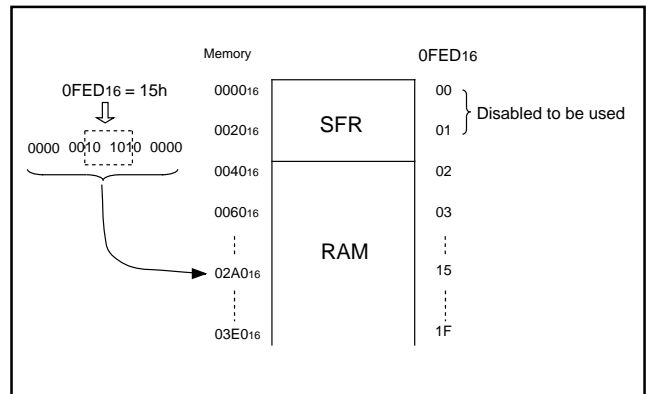 Memory
0FED16
0FED16 = 15h
000016
00
Disabled to be used
SFR
002016
01
0000 0010 1010 0000
004016
02
006016
03
RAM
02A016
15
03E016
1F